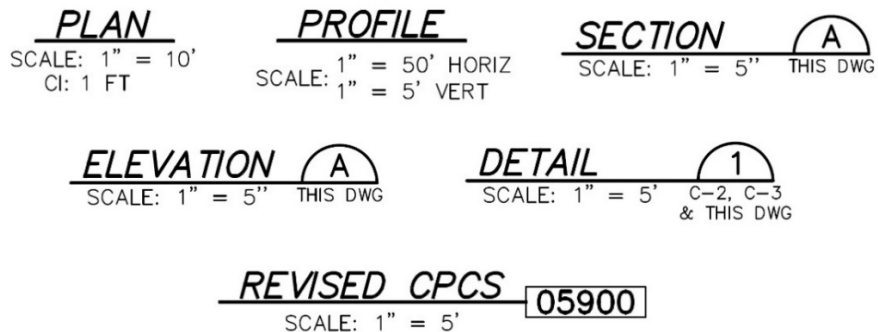 PLAN
SCALE: 1" = 10'
CI: 1 FT
PROFILE
SCALE: 1" = 50' HORIZ
1" = 5' VERT
SECTION A
SCALE: 1" = 5" THIS DWG
ELEVATION A
SCALE: 1" = 5" THIS DWG
DETAIL 1
SCALE: 1" = 5' C-2, C-3
& THIS DWG
REVISED CPCS 05900
SCALE: 1" = 5'